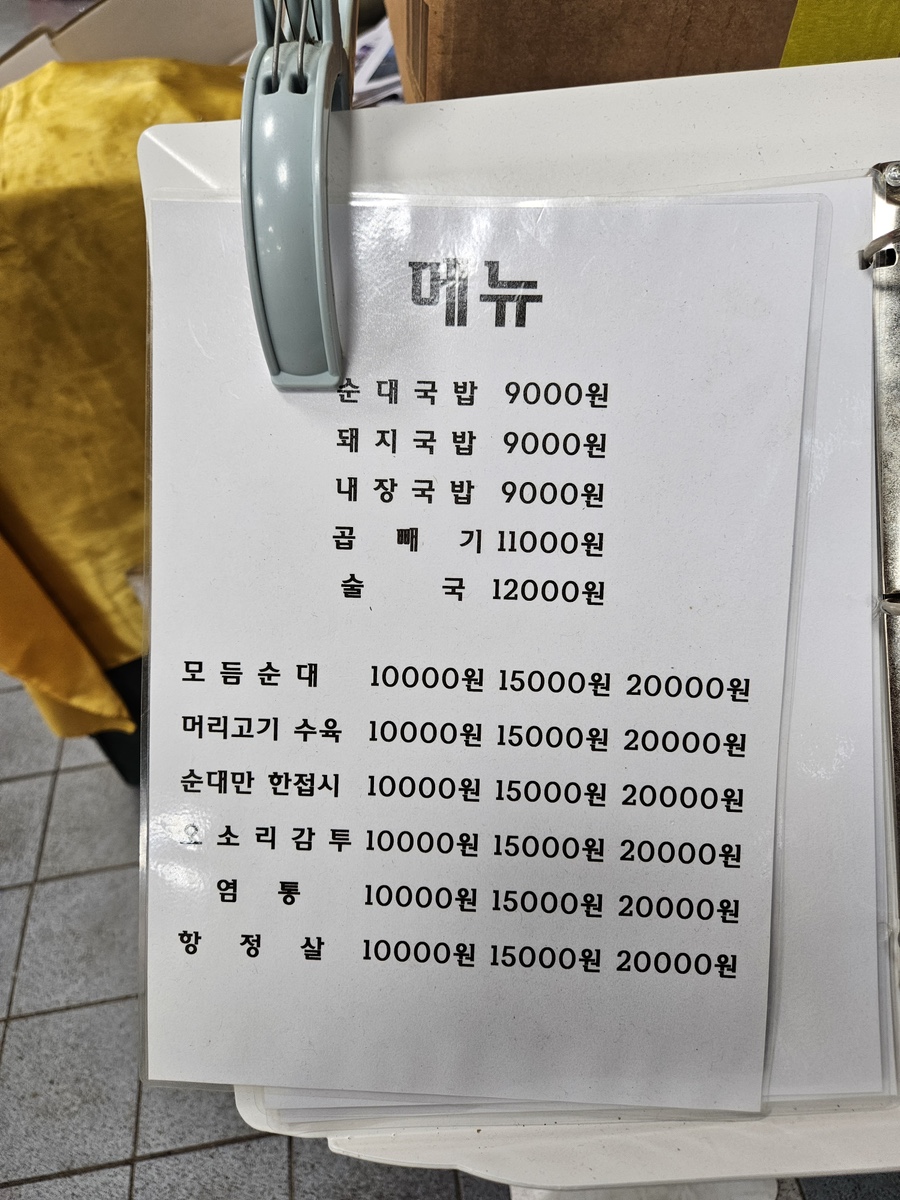 메뉴
순대국밥 9000원
돼지국밥 9000원
내장국밥 9000원
곱빼기 11000원
술국 12000원
모듬순대 10000원 15000원 20000원
머리고기 수육 10000원 15000원 20000원
순대만 한접시 10000원 15000원 20000원
오소리감투 10000원 15000원 20000원
염통 10000원 15000원 20000원
항정살 10000원 15000원 20000원